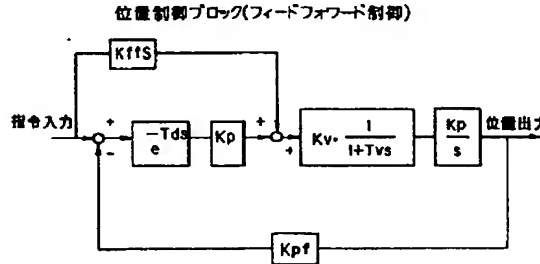 位置制御ブロック(フィードフォワード制御)
KffS
指令入力
+
-
e^-Tds
Kp
+
+
Kv・ 1/(1+Tvs)
Kp/s
位置出力
Kpf